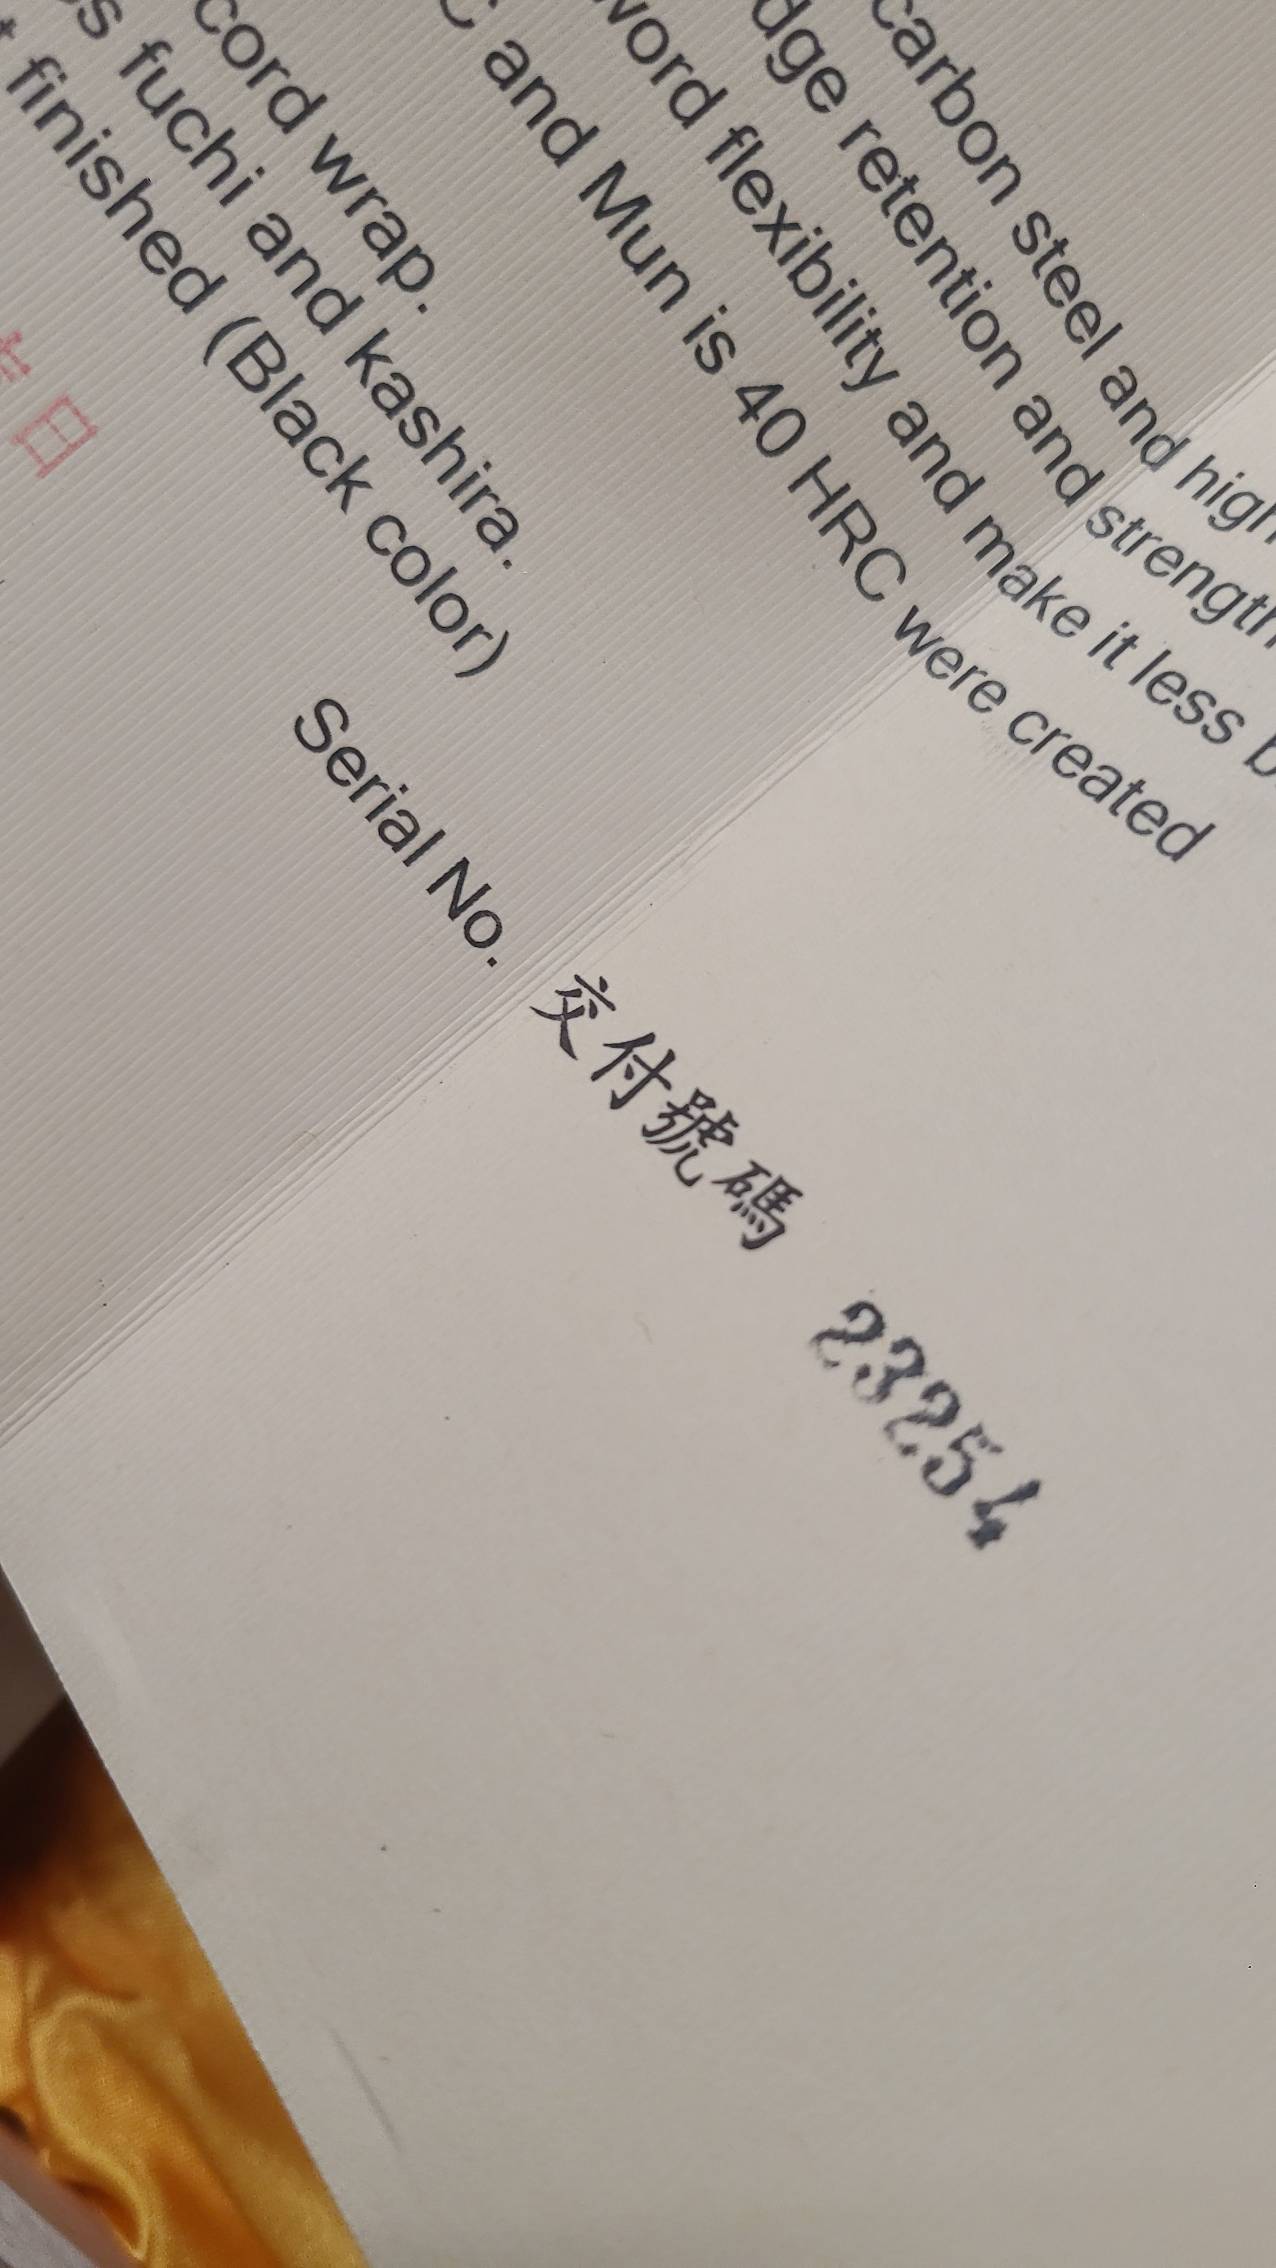 carbon steel and high
dge retention and strength
word flexibility and make it less b
C and Mun is 40 HRC were created
cord wrap.
s fuchi and kashira.
finished (Black color)
Serial No. 交付號碼 23254